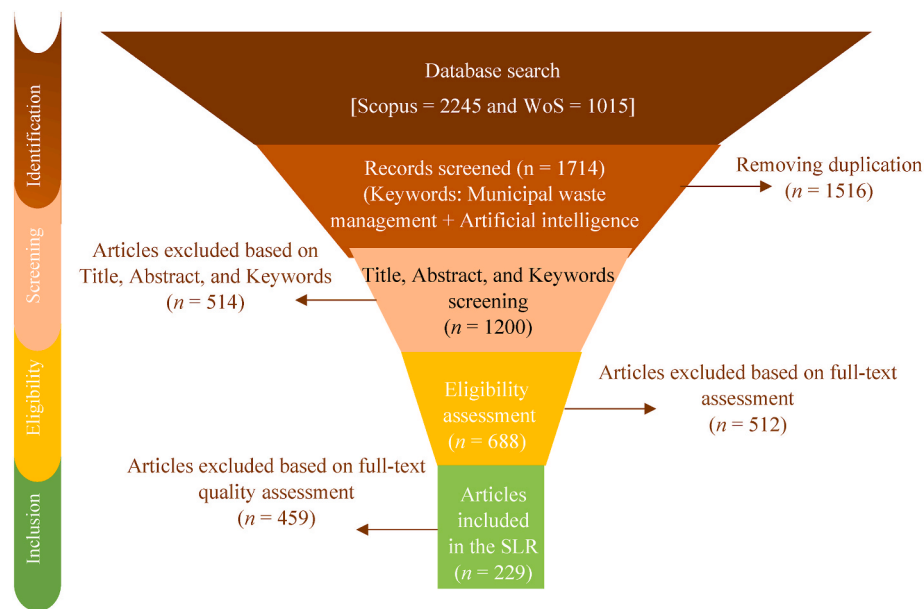 Identification
Screening
Eligibility
Inclusion
Database search
[Scopus = 2245 and WoS = 1015]
Records screened (n = 1714)
(Keywords: Municipal waste
management + Artificial intelligence
Removing duplication
(n = 1516)
Articles excluded based on
Title, Abstract, and Keywords
(n = 514)
Title, Abstract, and Keywords
screening
(n = 1200)
Eligibility
assessment
(n = 688)
Articles excluded based on full-text
assessment
(n = 512)
Articles excluded based on full-text
quality assessment
(n = 459)
Articles
included
in the SLR
(n = 229)